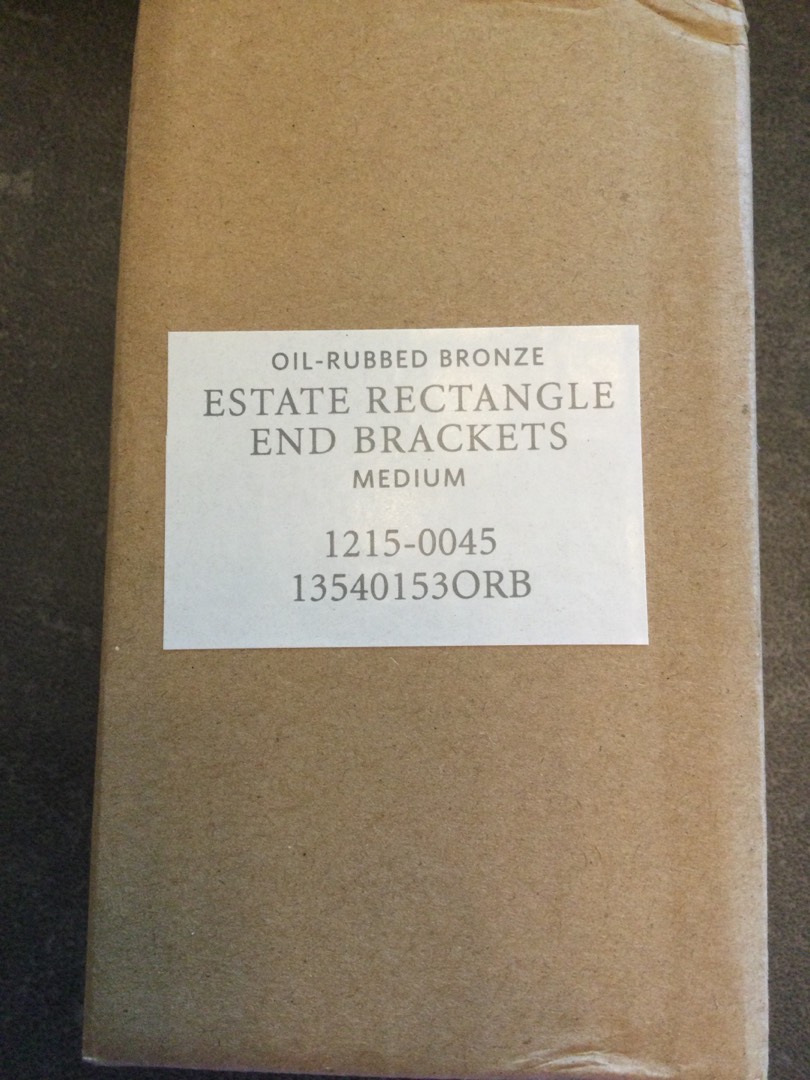 OIL-RUBBED BRONZE
ESTATE RECTANGLE
END BRACKETS
MEDIUM
1215-0045
13540153ORB